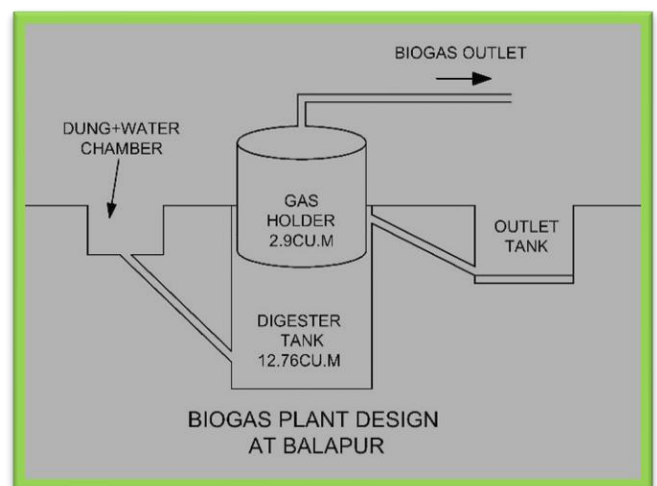 BIOGAS OUTLET
DUNG+WATER
CHAMBER
GAS
HOLDER
2.9CU.M
OUTLET
TANK
DIGESTER
TANK
12.76CU.M
BIOGAS PLANT DESIGN
AT BALAPUR